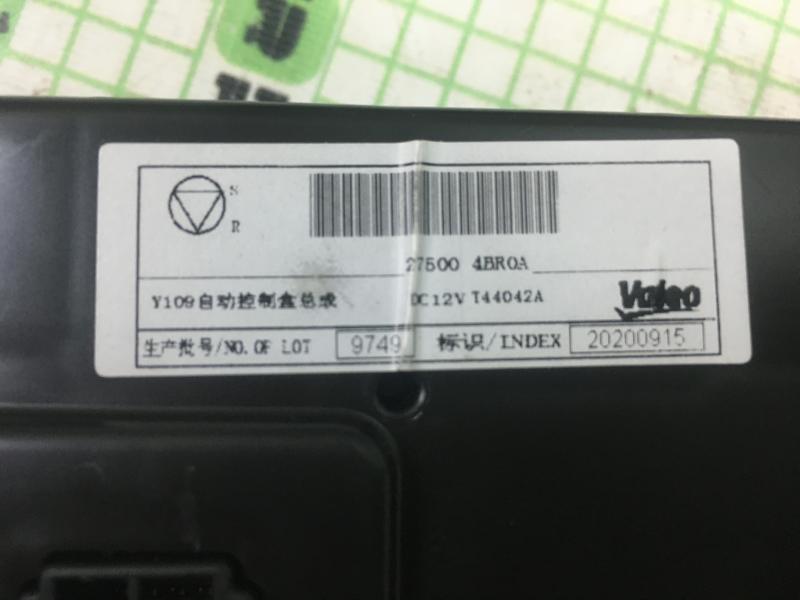 S
R
27500 4BR0A
Y109自动控制盒总成 DC12V T44042A Valeo
生产批号/NO.OF LOT 9749 标识/INDEX 20200915